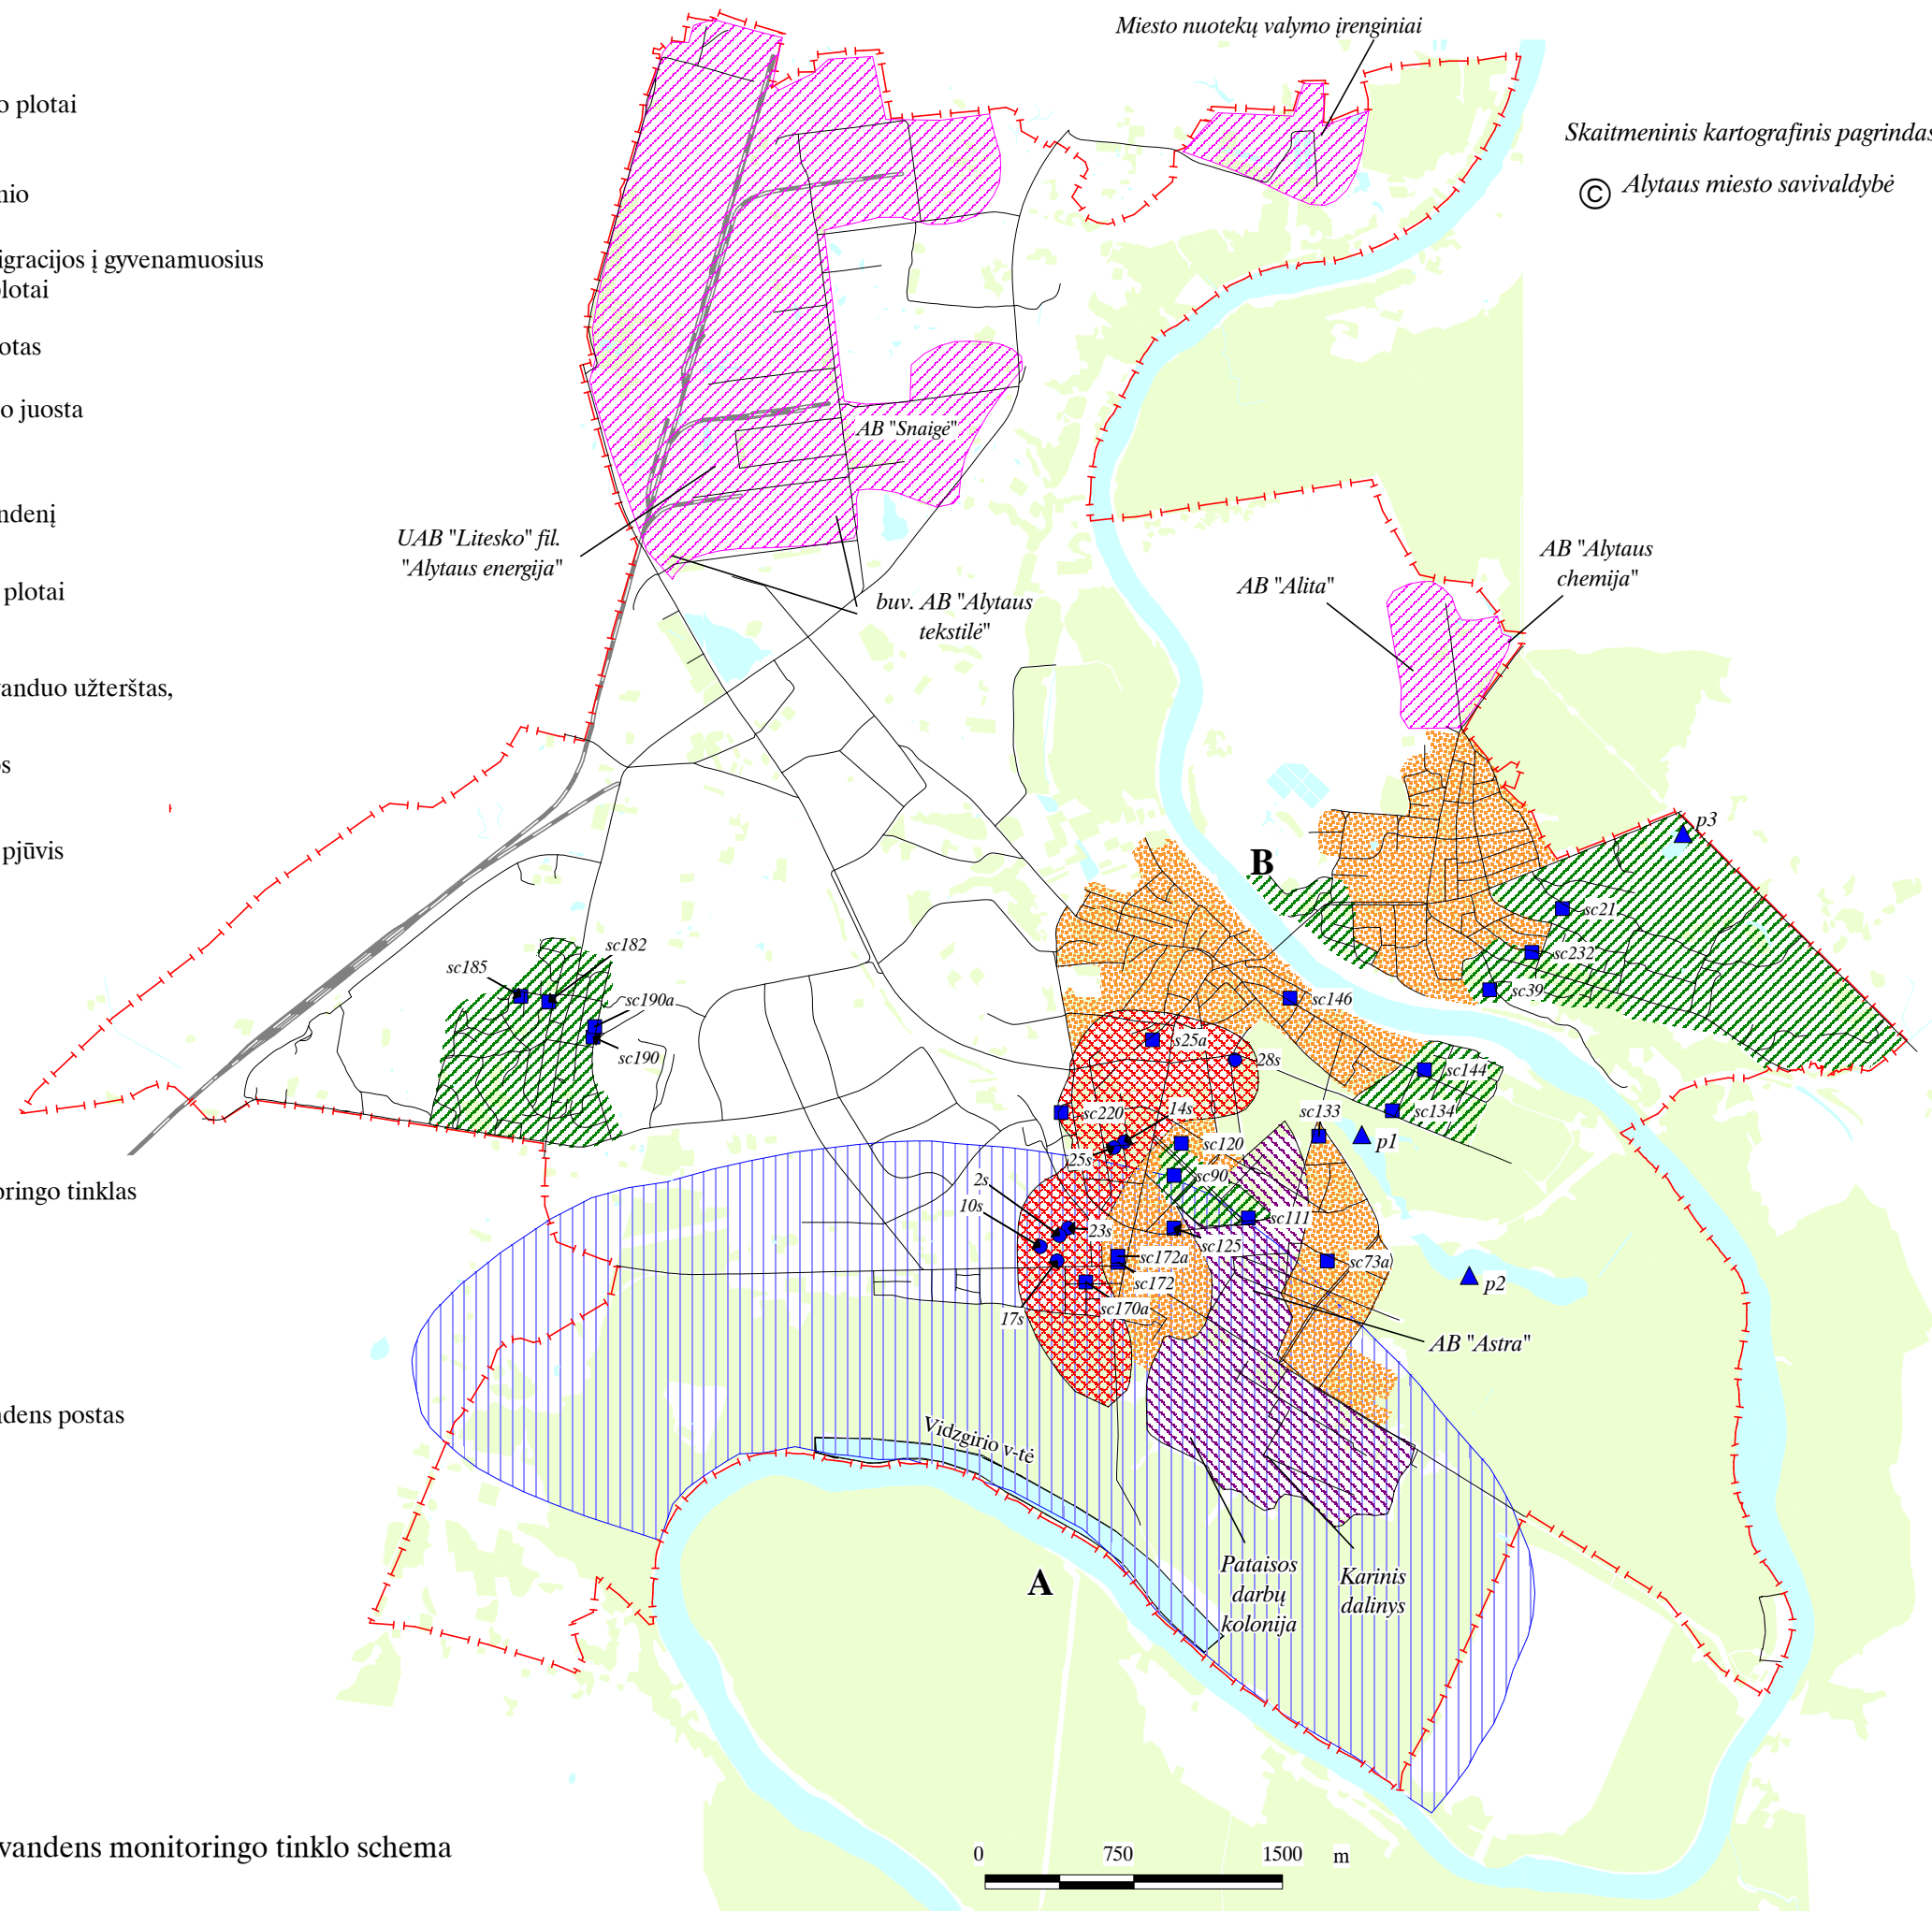 Miesto nuotekų valymo įrenginiai
o plotai
Skaitmeninis kartografinis pagrindas
© Alytaus miesto savivaldybė
nio
igracijos į gyvenamuosius
plotai
otas
o juosta
AB "Snaigė"
ndenį
UAB "Litesko" fil.
"Alytaus energija"
AB "Alytaus
chemija"
AB "Alita"
plotai
buv. AB "Alytaus
tekstilė"
vanduo užterštas,
os
pjūvis
p3
B
sc21
sc182
sc232
sc185
sc39
sc190a
sc146
s25a
sc190
28s
sc144
sc220
14s
sc133
sc134
sc120
p1
25s
sc90
oringo tinklas
2s
10s
sc111
23s
sc125
sc172a
sc73a
sc172
p2
sc170a
17s
AB "Astra"
ndens postas
Vidzgirio v-tė
A
Pataisos
darbų
kolonija
Karinis
dalinys
vandens monitoringo tinklo schema
0 750 1500 m